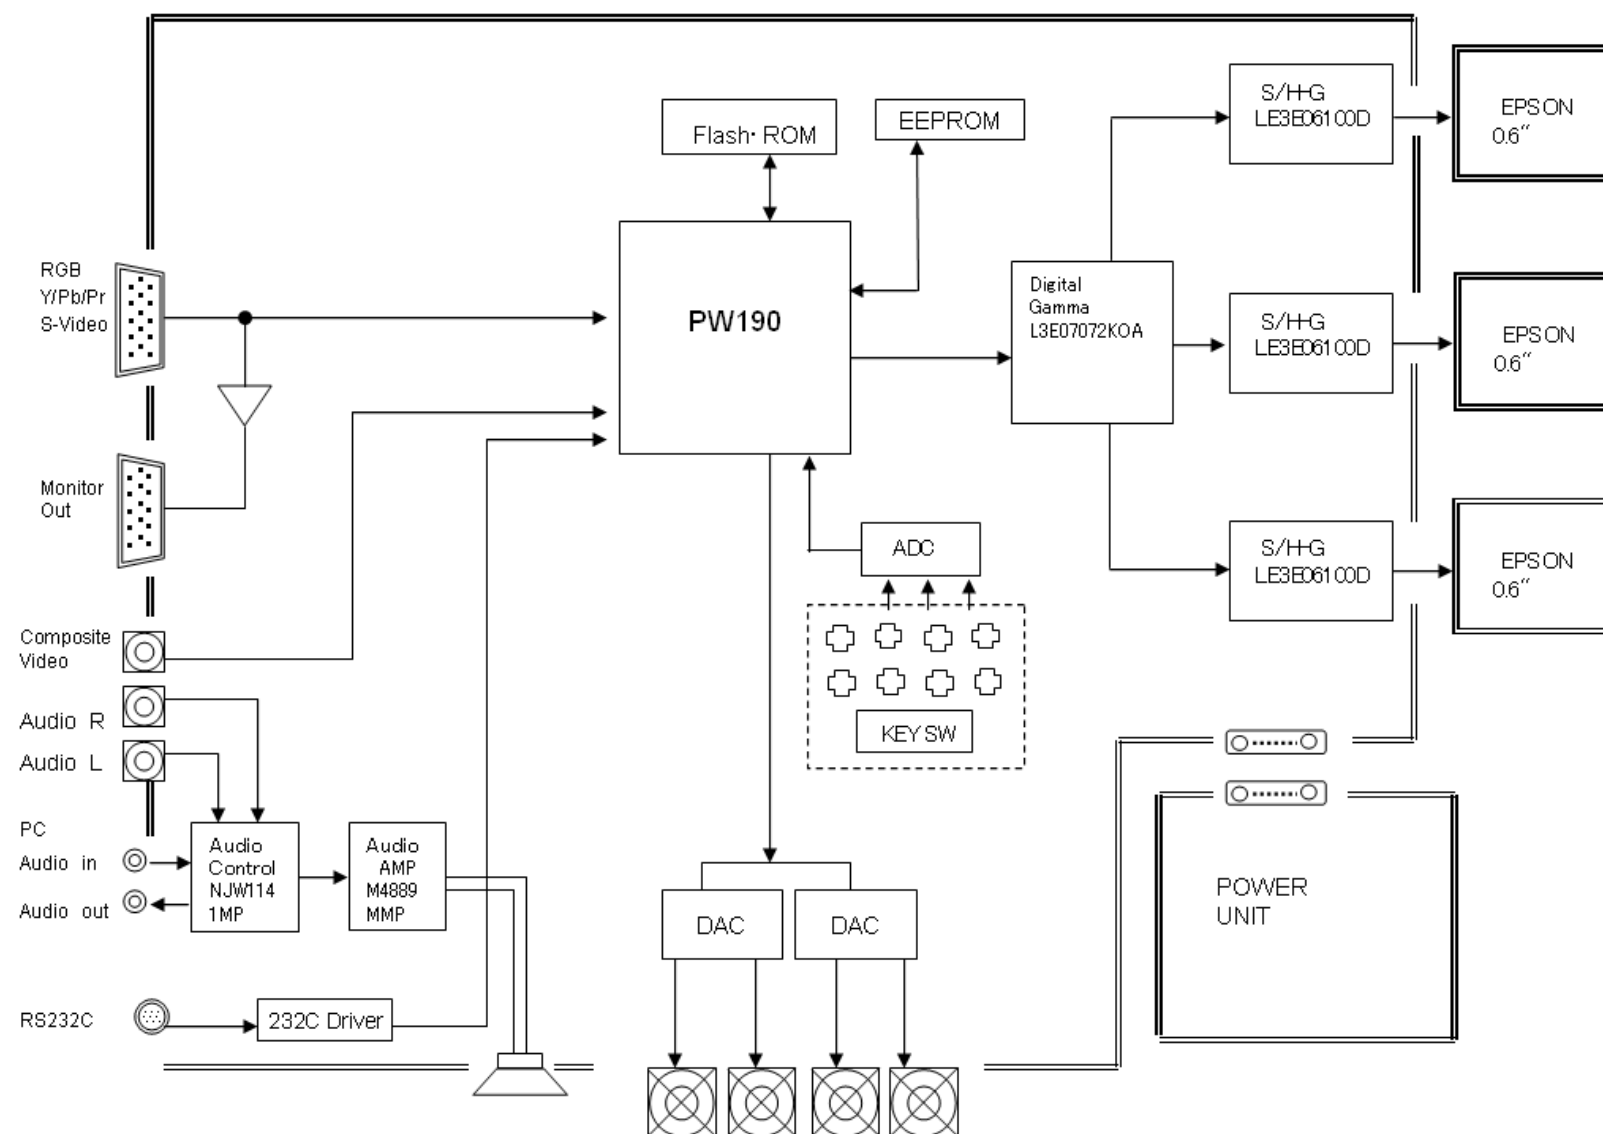 S/H-G
LE3E06100D
EPSON
0.6"
Flash・ROM
EEPROM
RGB
Y/Pb/Pr
S-Video
PW190
Digital
Gamma
L3E07072KOA
S/H-G
LE3E06100D
EPSON
0.6"
Monitor
Out
ADC
S/H-G
LE3E06100D
EPSON
0.6"
Composite
Video
KEY SW
Audio R
Audio L
PC
Audio in
Audio out
Audio
Control
NJW114
1MP
Audio
AMP
M4889
MMP
DAC
DAC
POWER
UNIT
RS232C
232C Driver